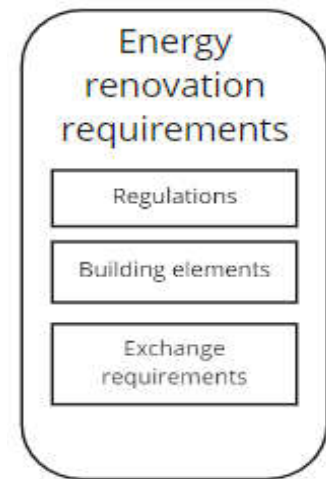 Energy
renovation
requirements
Regulations
Building elements
Exchange
requirements